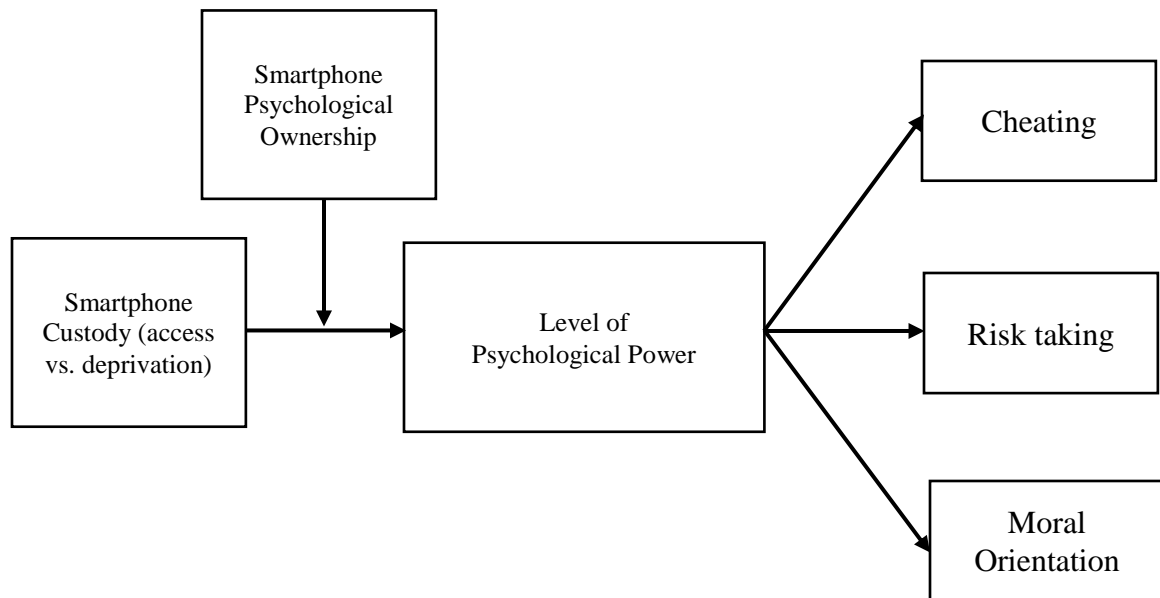 Smartphone
Psychological
Ownership
Smartphone
Custody (access
vs. deprivation)
Level of
Psychological Power
Cheating
Risk taking
Moral
Orientation